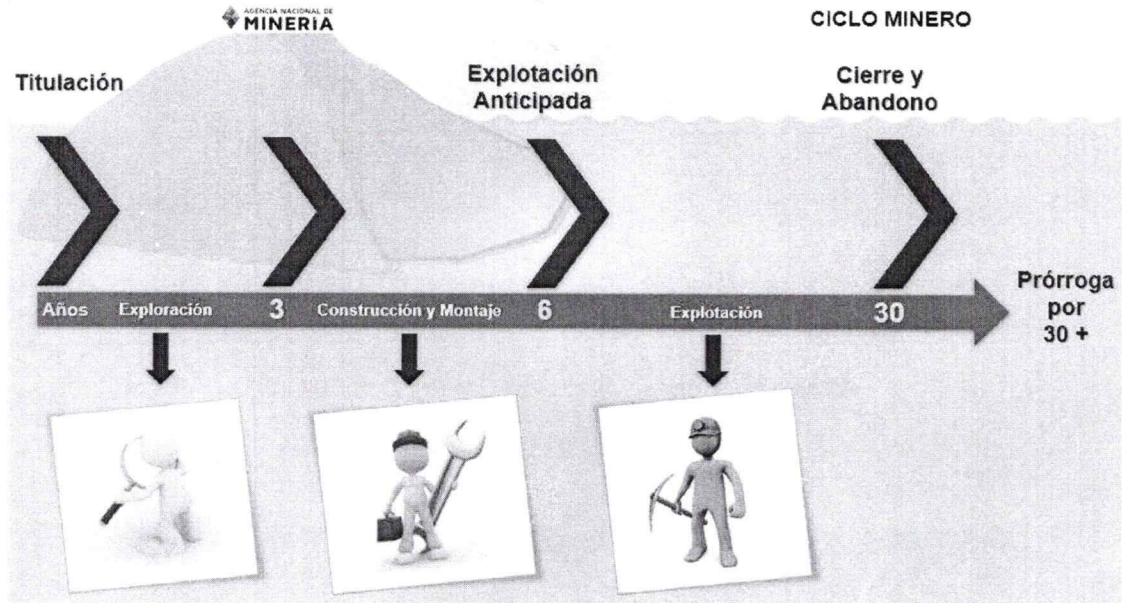 AGENCIA NACIONAL DE
MINERÍA
CICLO MINERO
Titulación
Explotación
Anticipada
Cierre y
Abandono
Años
Exploración
3
Construcción y Montaje
6
Explotación
30
Prórroga
por
30 +